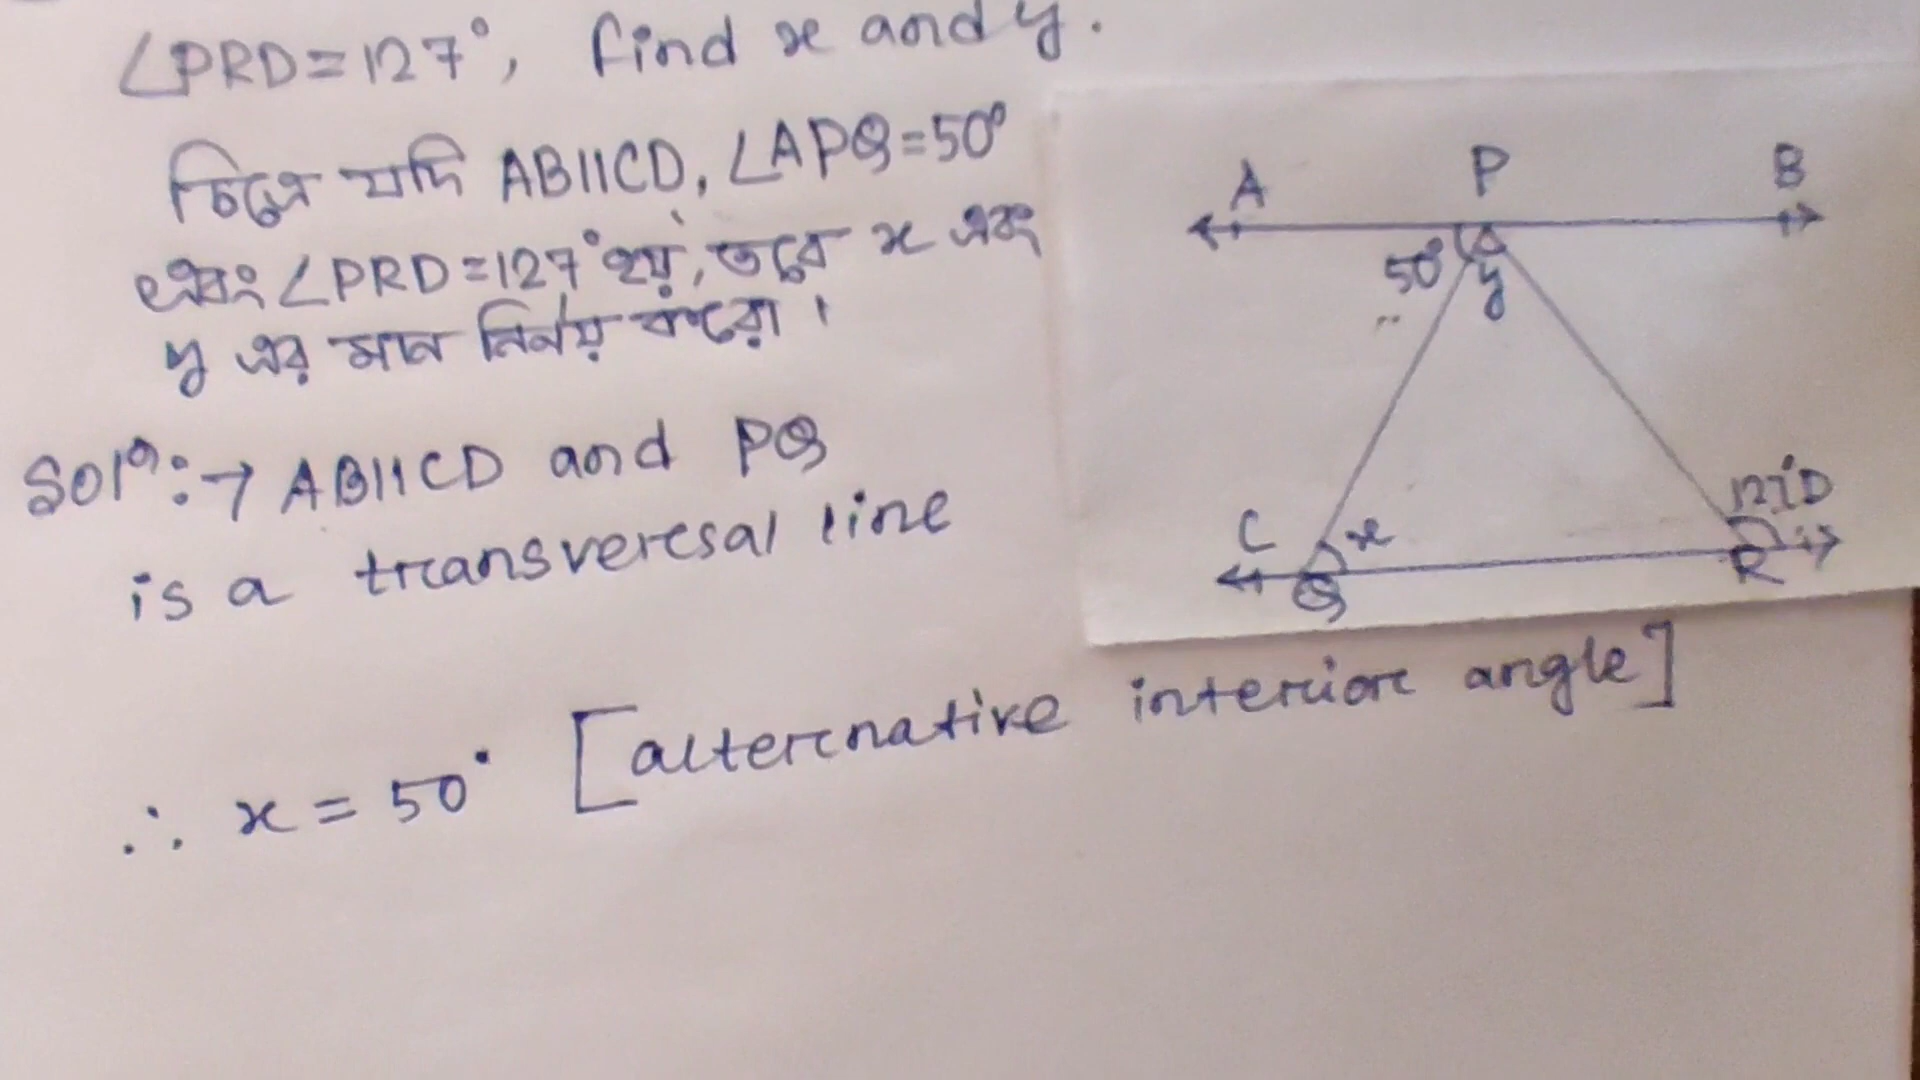 ∠PRD=127°, find x and y.
চিত্রে যদি AB||CD, ∠APQ=50°
এবং ∠PRD=127° হয়, তবে x এবং
y এর মান নির্ণয় করো।
A P B
50° y
C x 127° D
Q R
Solⁿ:→ AB||CD and PQ
is a transversal line
∴ x = 50° [alternative interior angle]